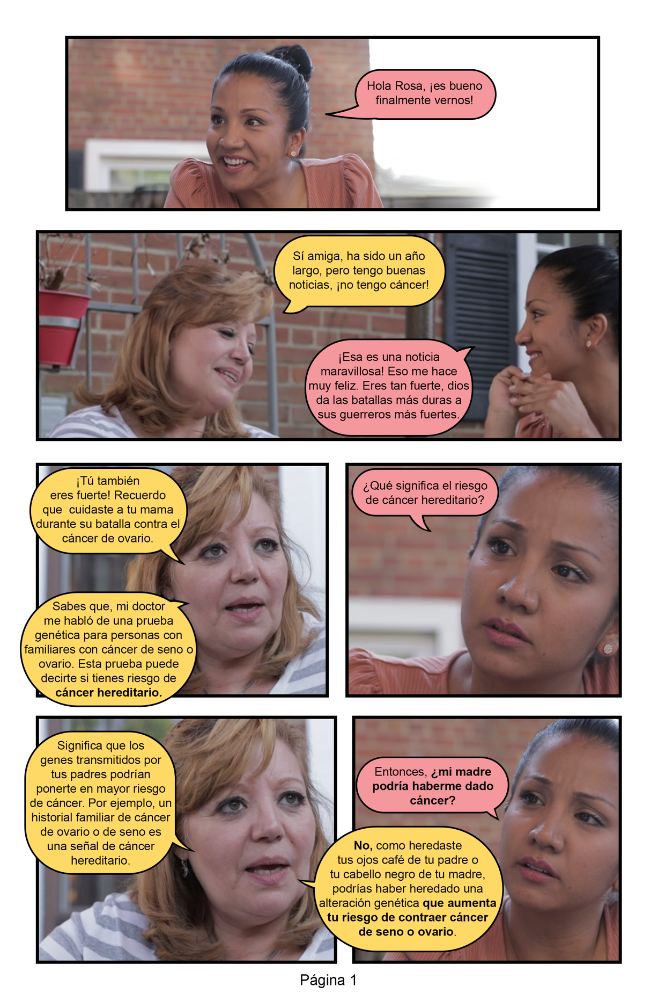 Hola Rosa, ¡es bueno
finalmente vernos!
Sí amiga, ha sido un año
largo, pero tengo buenas
noticias, ¡no tengo cáncer!
¡Esa es una noticia
maravillosa! Eso me hace
muy feliz. Eres tan fuerte, dios
da las batallas más duras a
sus guerreros más fuertes.
¡Tú también
eres fuerte! Recuerdo
que cuidaste a tu mama
durante su batalla contra el
cáncer de ovario.
Sabes que, mi doctor
me habló de una prueba
genética para personas con
familiares con cáncer de seno o
ovario. Esta prueba puede
decirte si tienes riesgo de
cáncer hereditario.
¿Qué significa el riesgo
de cáncer hereditario?
Significa que los
genes transmitidos por
tus padres podrían
ponerte en mayor riesgo
de cáncer. Por ejemplo, un
historial familiar de cáncer
de ovario o de seno es
una señal de cáncer
hereditario.
Entonces, ¿mi madre
podría haberme dado
cáncer?
No, como heredaste
tus ojos café de tu padre o
tu cabello negro de tu madre,
podrías haber heredado una
alteración genética que aumenta
tu riesgo de contraer cáncer
de seno o ovario.
Página 1